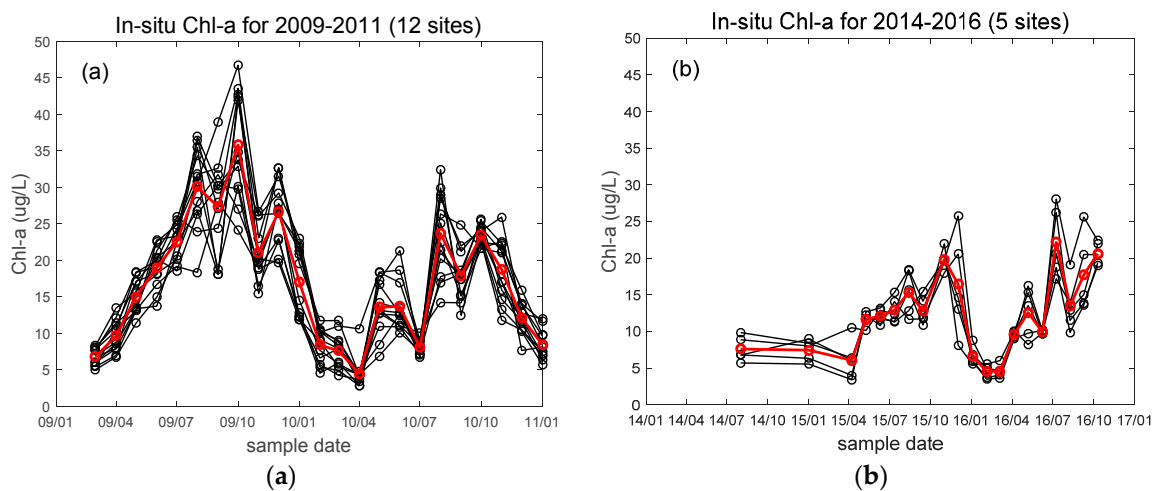 In-situ Chl-a for 2009-2011 (12 sites)
(a)
Chl-a (ug/L)
50
45
40
35
30
25
20
15
10
5
0
09/01 09/04 09/07 09/10 10/01 10/04 10/07 10/10 11/01
sample date
(a)
In-situ Chl-a for 2014-2016 (5 sites)
(b)
Chl-a (ug/L)
50
45
40
35
30
25
20
15
10
5
0
14/01 14/04 14/07 14/10 15/01 15/04 15/07 15/10 16/01 16/04 16/07 16/10 17/01
sample date
(b)